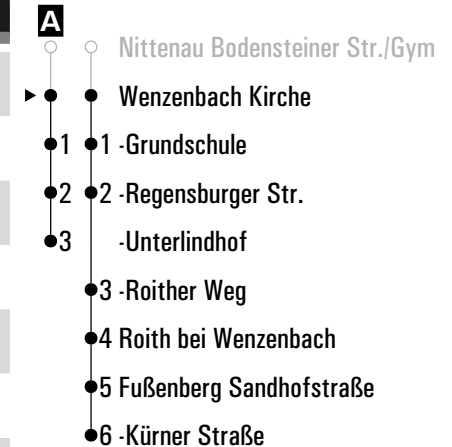 A
Nittenau Bodensteiner Str./Gym
Wenzenbach Kirche
1 1 -Grundschule
2 2 -Regensburger Str.
3 -Unterlindhof
3 -Roither Weg
4 Roith bei Wenzenbach
5 Fußenberg Sandhofstraße
6 -Kürner Straße